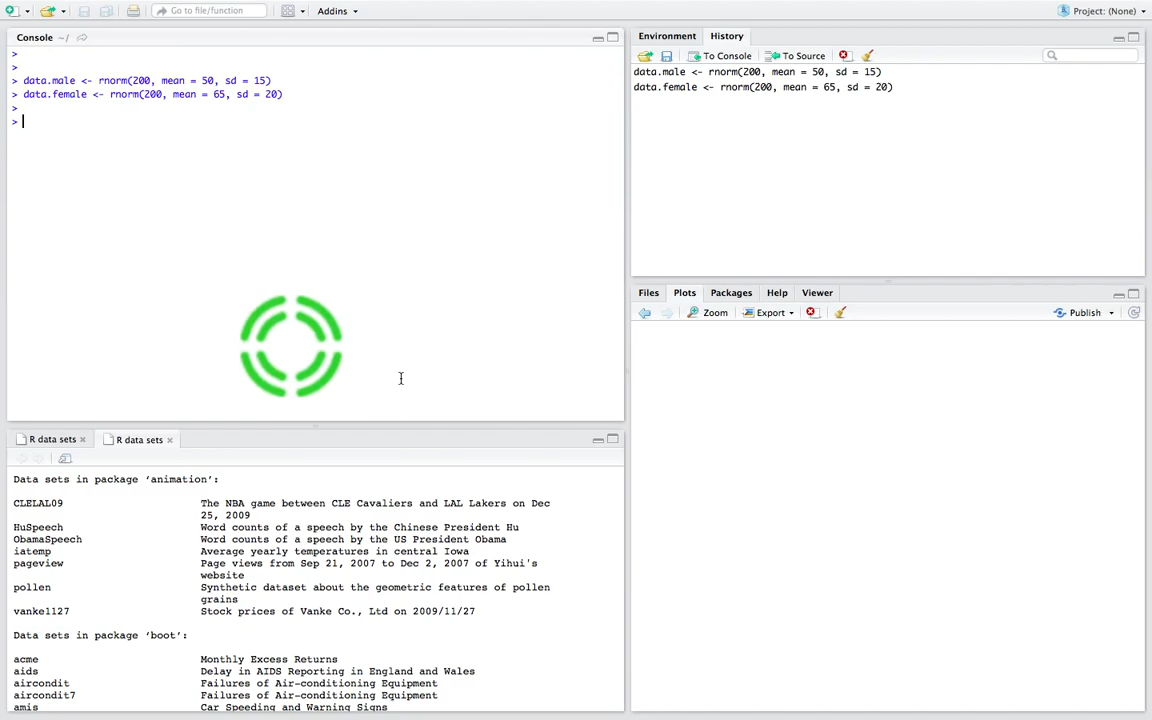 Go to file/function
Addins
Project: (None)
Console ~/
>
>
> data.male <- rnorm(200, mean = 50, sd = 15)
> data.female <- rnorm(200, mean = 65, sd = 20)
>
>
Environment History
To Console To Source
data.male <- rnorm(200, mean = 50, sd = 15)
data.female <- rnorm(200, mean = 65, sd = 20)
Files Plots Packages Help Viewer
Zoom Export Publish
R data sets R data sets
Data sets in package ‘animation’:
CLELAL09 The NBA game between CLE Cavaliers and LAL Lakers on Dec
25, 2009
HuSpeech Word counts of a speech by the Chinese President Hu
ObamaSpeech Word counts of a speech by the US President Obama
iatemp Average yearly temperatures in central Iowa
pageview Page views from Sep 21, 2007 to Dec 2, 2007 of Yihui's
website
pollen Synthetic dataset about the geometric features of pollen
grains
vanke1127 Stock prices of Vanke Co., Ltd on 2009/11/27
Data sets in package ‘boot’:
acme Monthly Excess Returns
aids Delay in AIDS Reporting in England and Wales
aircondit Failures of Air-conditioning Equipment
aircondit7 Failures of Air-conditioning Equipment
amis Car Speeding and Warning Signs